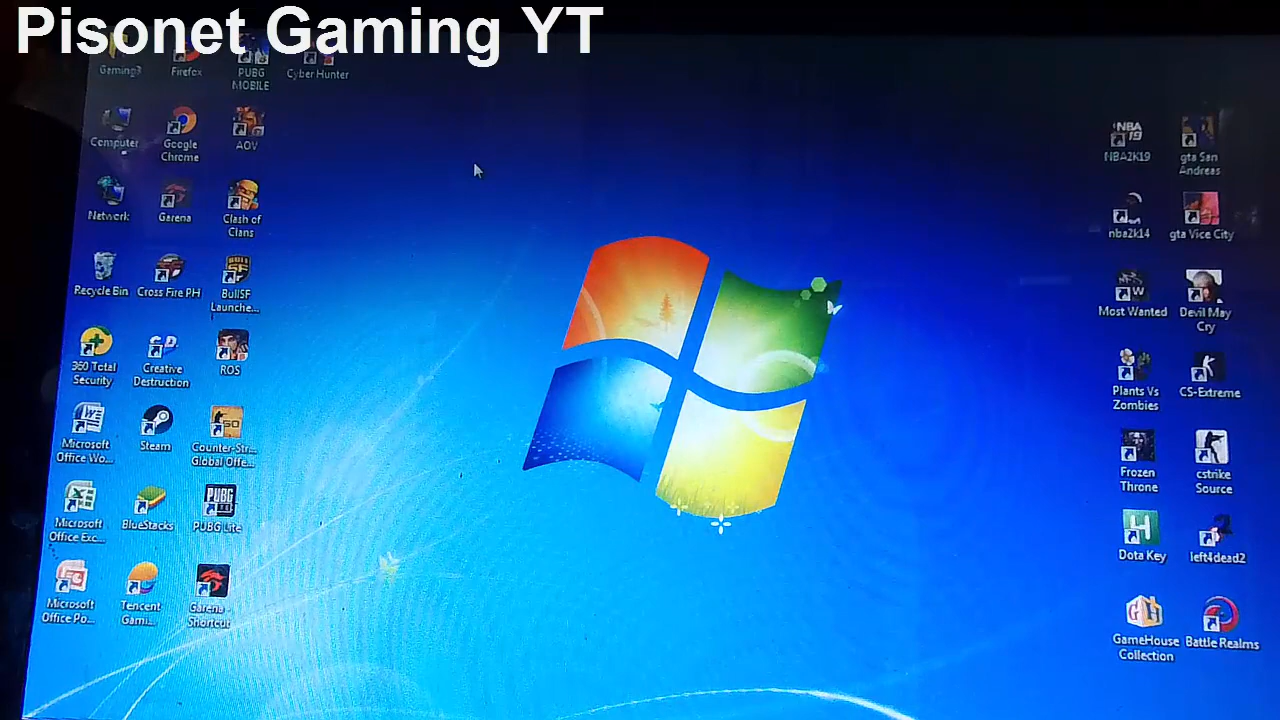 Pisonet Gaming YT
Gaming3
Firefox
PUBG
MOBILE
Cyber Hunter
Computer
Google
Chrome
AOV
Network
Garena
Clash of
Clans
Recycle Bin
Cross Fire PH
BullSF
Launche...
360 Total
Security
Creative
Destruction
ROS
Microsoft
Office Wo...
Steam
Counter-Str...
Global Offe...
Microsoft
Office Exc...
BlueStacks
PUBG
PUBG Lite
Microsoft
Office Po...
Tencent
Gami...
Garena -
Shortcut
NBA
19
NBA2K19
gta San
Andreas
nba2k14
gta Vice City
Most Wanted
Devil May
Cry
Plants Vs
Zombies
CS-Extreme
Frozen
Throne
cstrike
Source
Dota Key
left4dead2
GameHouse
Collection
Battle Realms